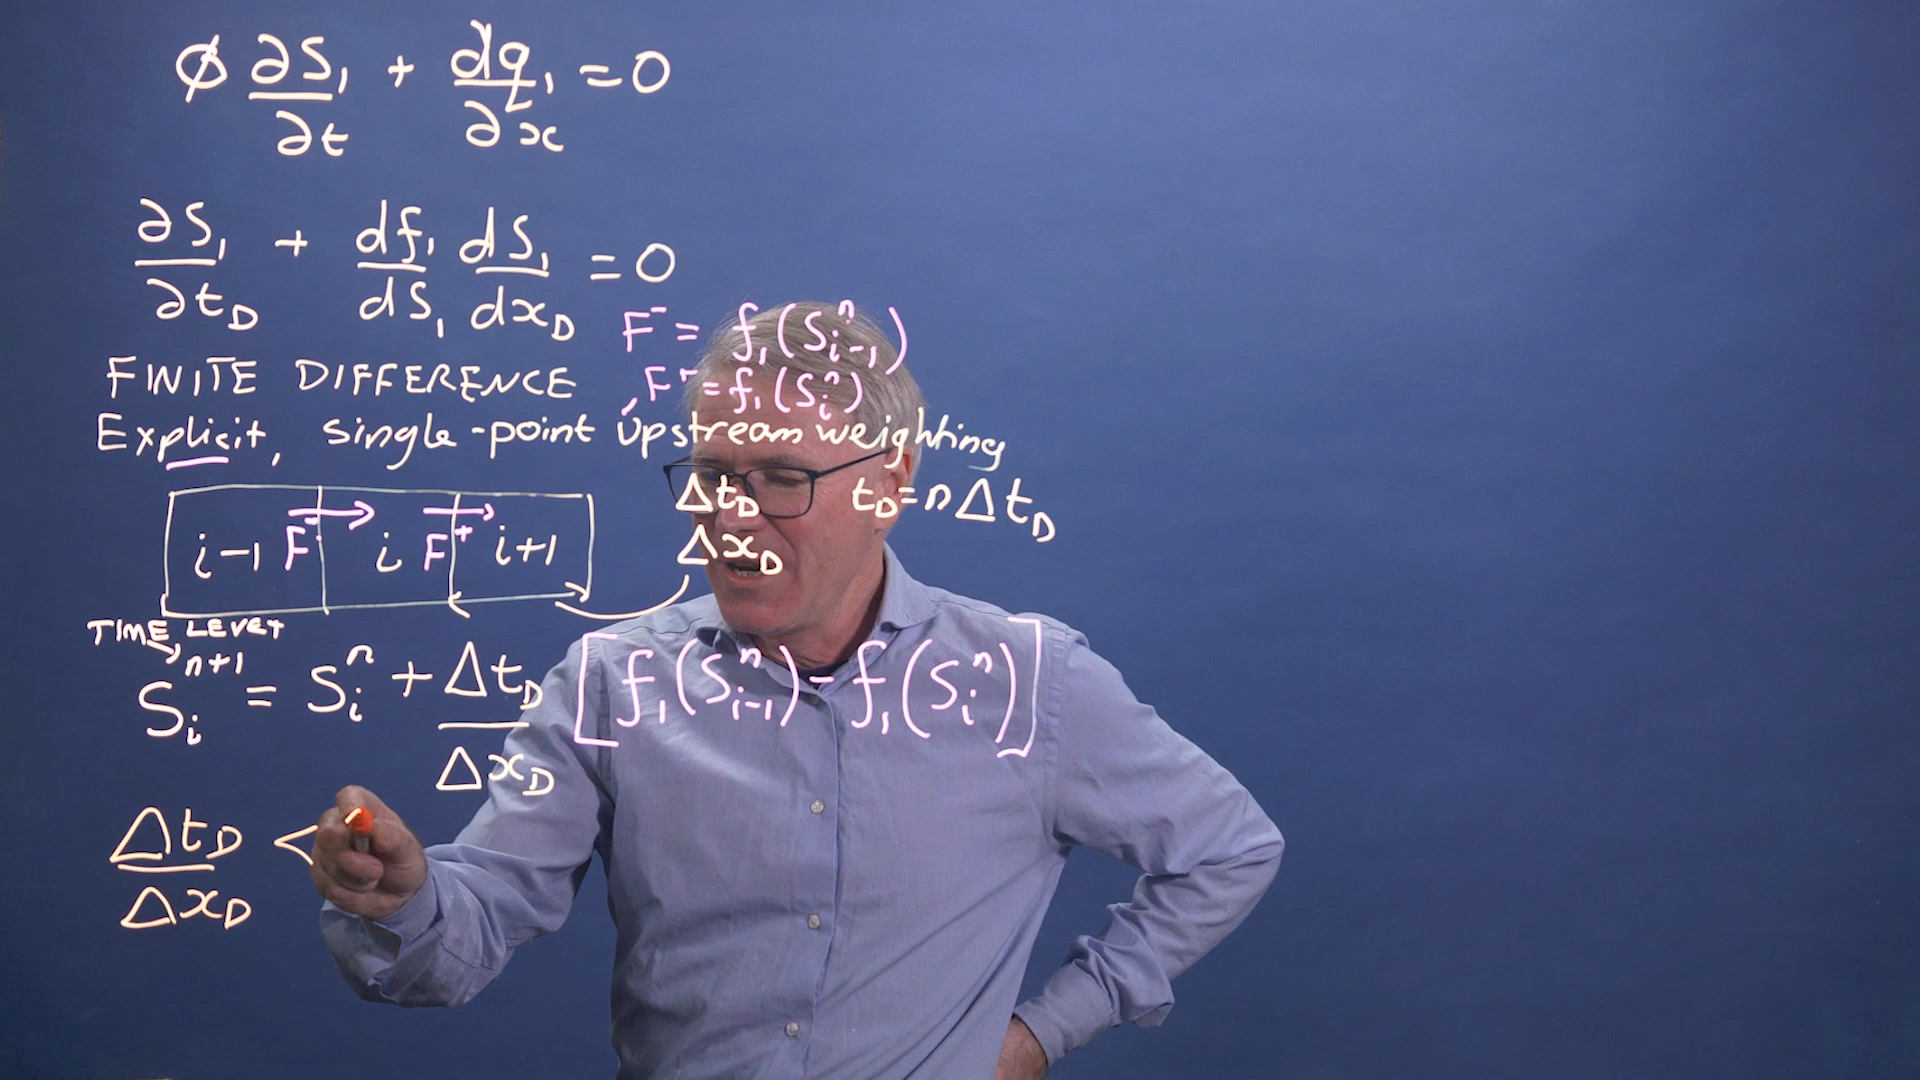 ϕ ∂S₁/∂t + dq₁/∂x = 0
∂S₁/∂t_D + df₁/dS₁ dS₁/dx_D = 0
F⁻ = f₁(Sⁿᵢ₋₁)
FINITE DIFFERENCE
F⁺ = f₁(Sⁿᵢ)
Explicit, single-point upstream weighting
Δt_D t_D = nΔt_D
i-1 F⁻ i F⁺ i+1 Δx_D
TIME LEVEL
Sᵢⁿ⁺¹ = Sᵢⁿ + Δt_D/Δx_D [f₁(Sⁿᵢ₋₁) - f₁(Sⁿᵢ)]
Δt_D/Δx_D <